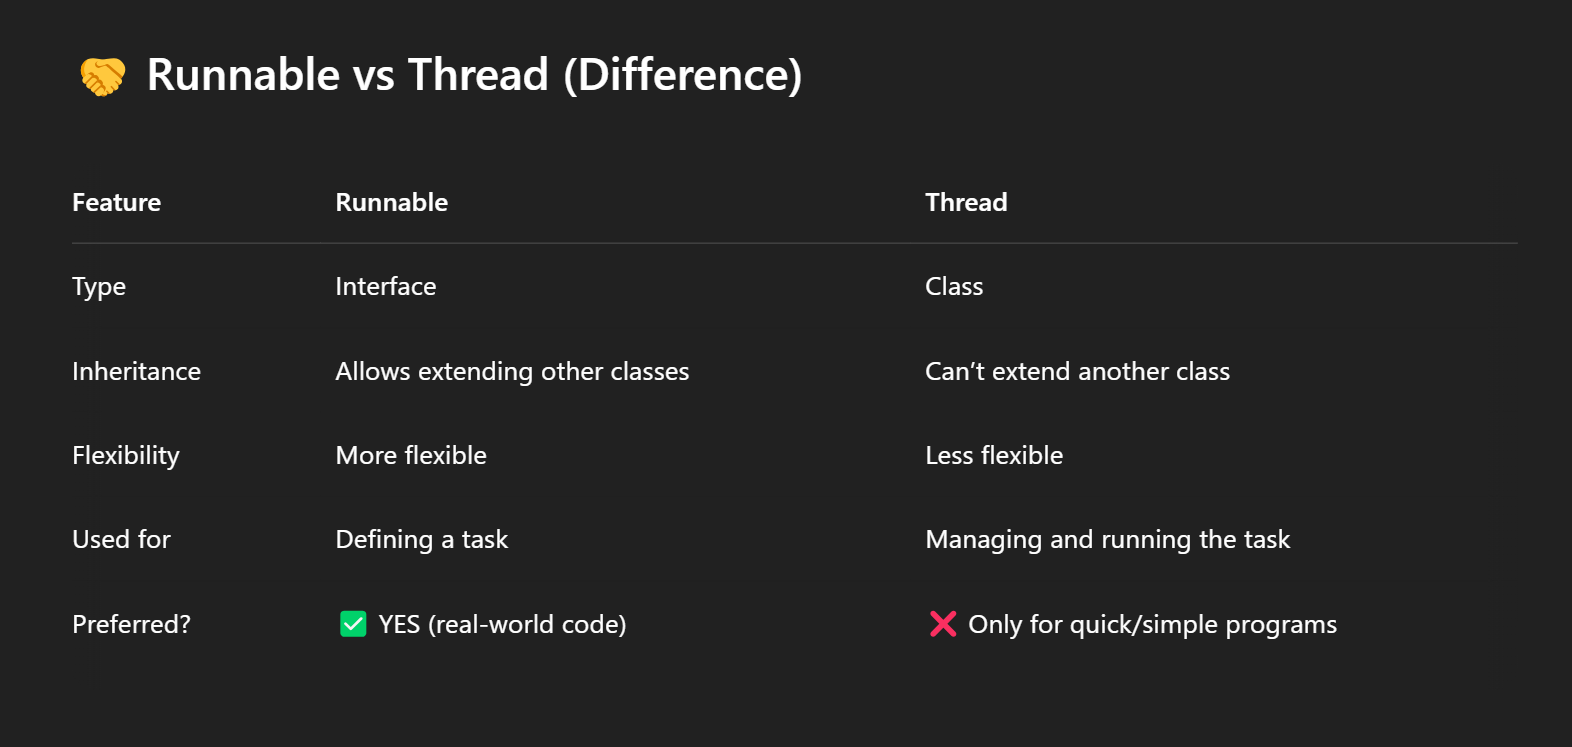 🤝 Runnable vs Thread (Difference)
Feature Runnable Thread
Type Interface Class
Inheritance Allows extending other classes Can’t extend another class
Flexibility More flexible Less flexible
Used for Defining a task Managing and running the task
Preferred? ✅ YES (real-world code) ❌ Only for quick/simple programs